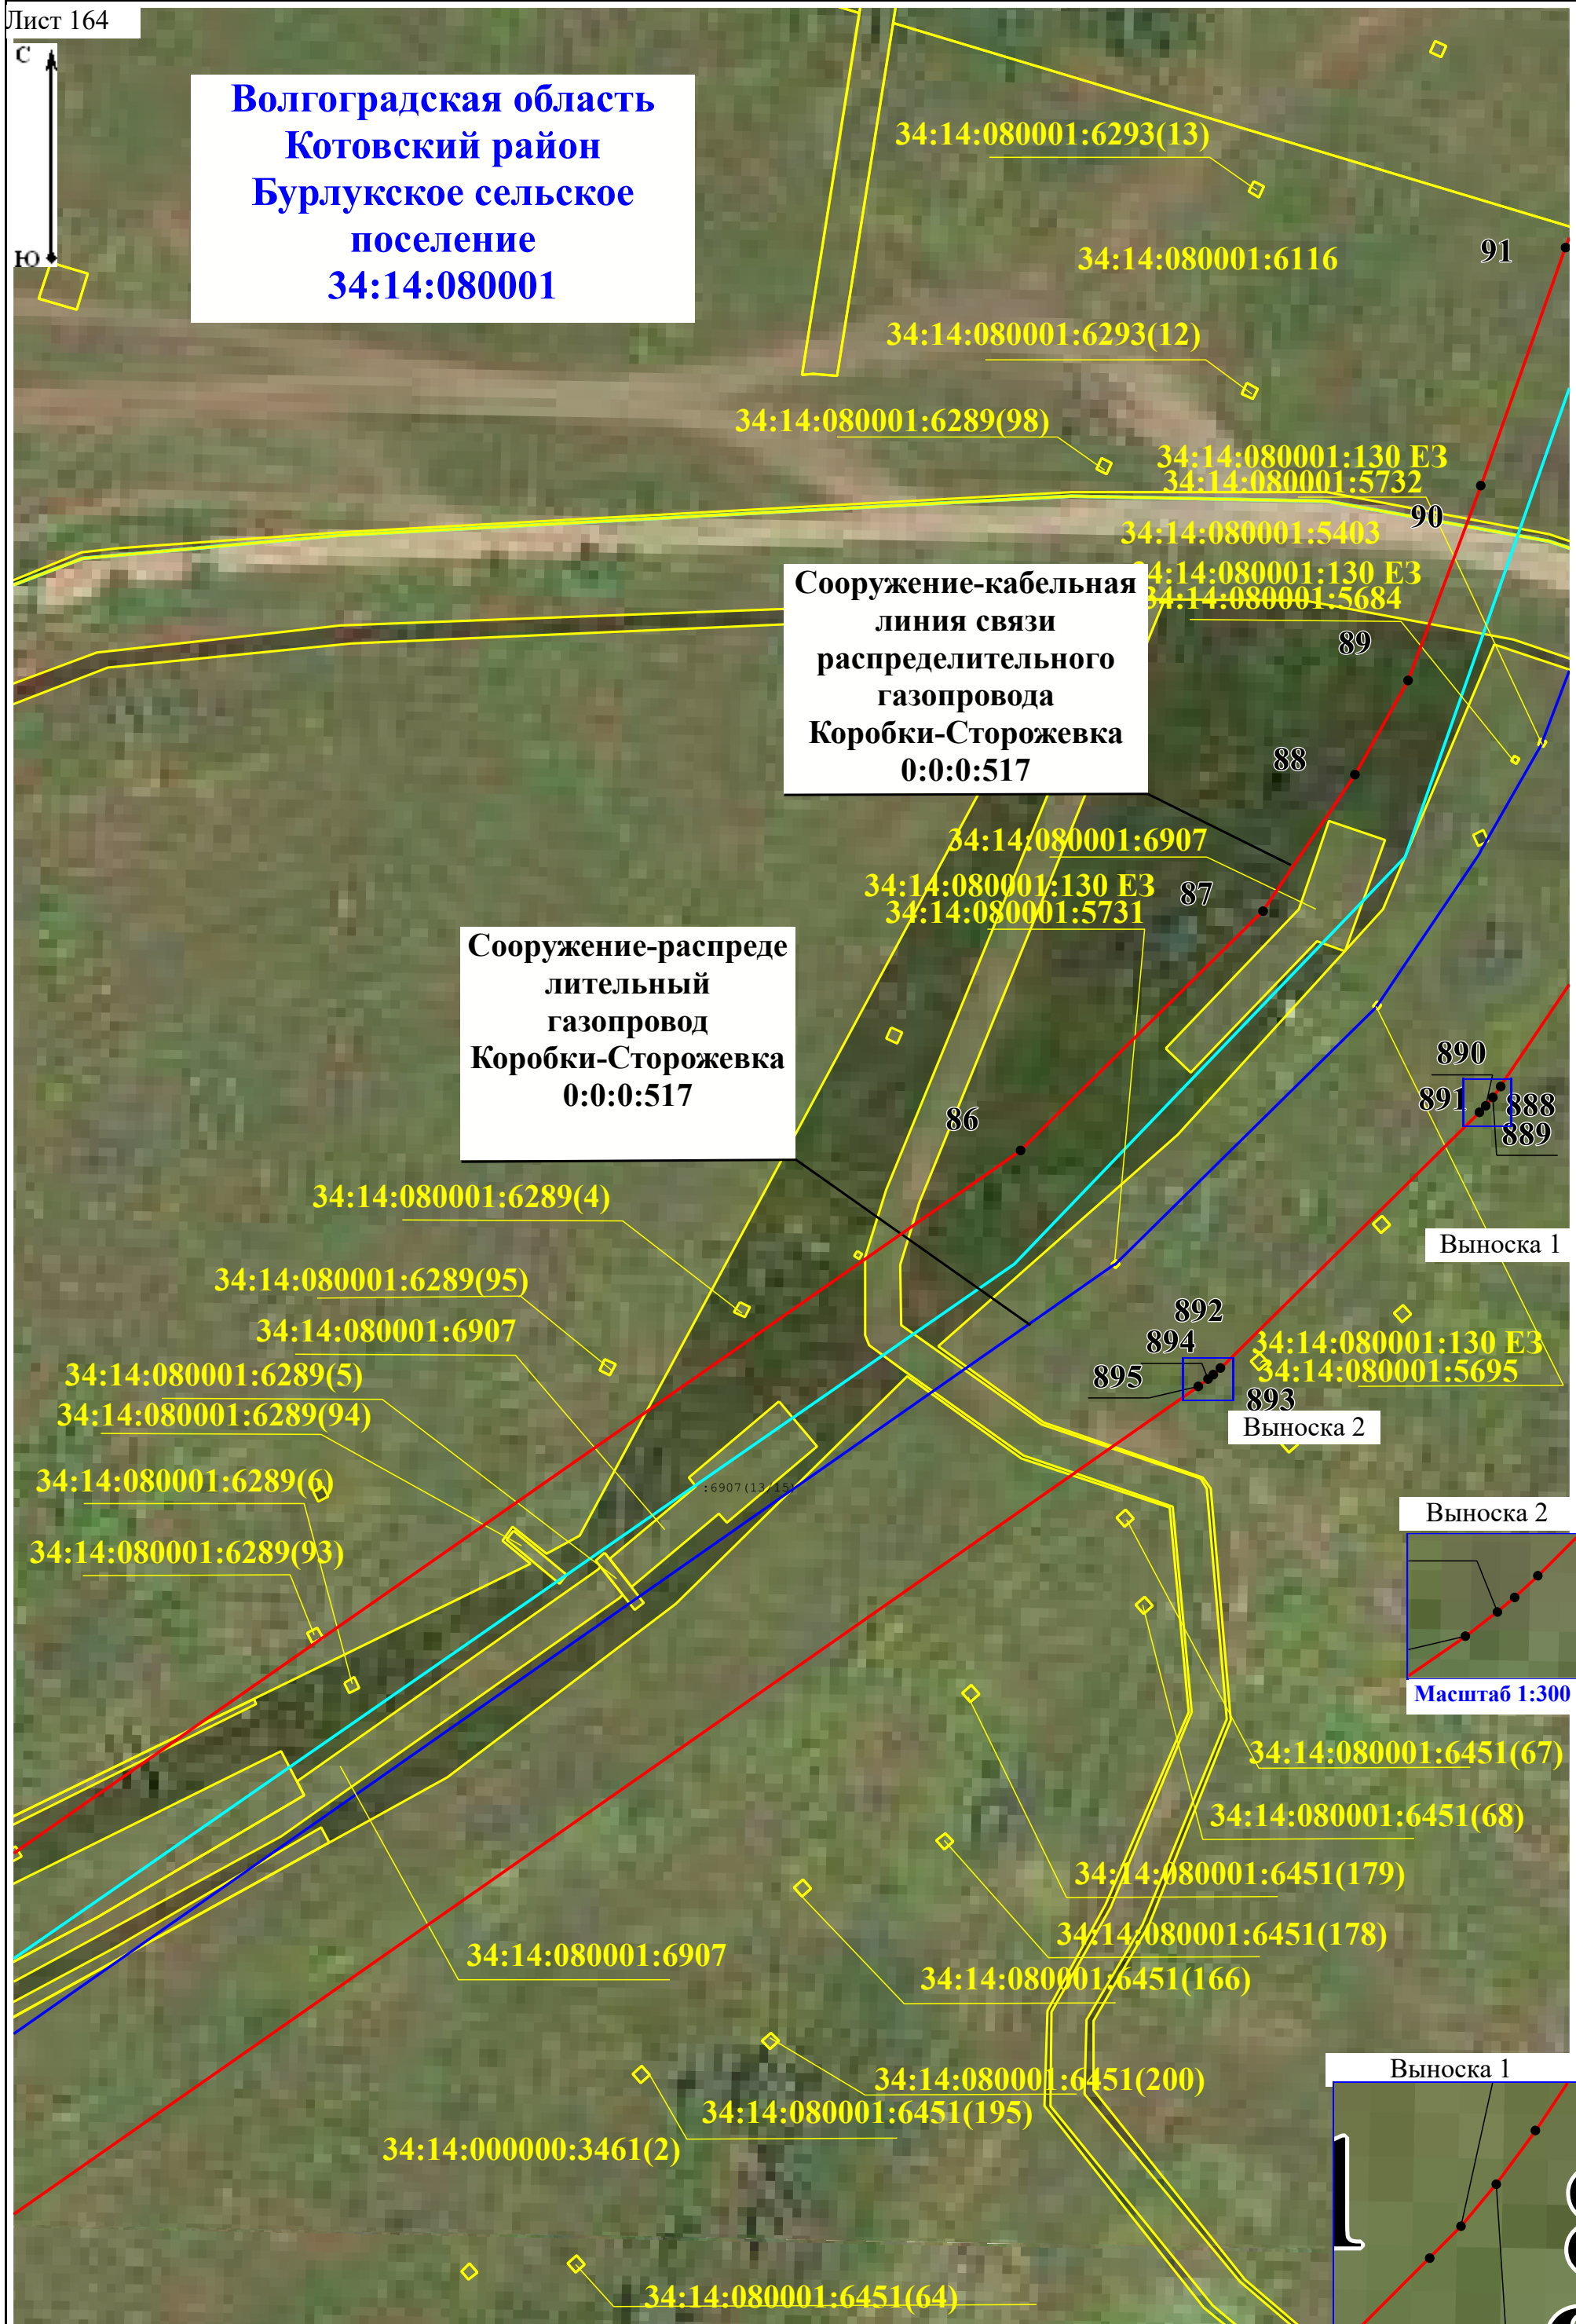 Лист 164
С
Ю
Волгоградская область
Котовский район
Бурлукское сельское
поселение
34:14:080001
34:14:080001:6293(13)
34:14:080001:6116
91
34:14:080001:6293(12)
34:14:080001:6289(98)
34:14:080001:130 ЕЗ
34:14:080001:5732
90
34:14:080001:5403
34:14:080001:130 ЕЗ
34:14:080001:5684
Сооружение-кабельная
линия связи
распределительного
газопровода
Коробки-Сторожевка
0:0:0:517
89
88
34:14:080001:6907
87
34:14:080001:130 ЕЗ
34:14:080001:5731
Сооружение-распреде
лительный
газопровод
Коробки-Сторожевка
0:0:0:517
86
890
891
888
889
34:14:080001:6289(4)
Выноска 1
34:14:080001:6289(95)
34:14:080001:6907
892
894
895
893
34:14:080001:130 ЕЗ
34:14:080001:5695
Выноска 2
34:14:080001:6289(5)
34:14:080001:6289(94)
34:14:080001:6289(6)
:6907(13/15)
34:14:080001:6289(93)
Выноска 2
Масштаб 1:300
34:14:080001:6451(67)
34:14:080001:6451(68)
34:14:080001:6451(179)
34:14:080001:6451(178)
34:14:080001:6907
34:14:080001:6451(166)
34:14:080001:6451(200)
34:14:080001:6451(195)
34:14:000000:3461(2)
Выноска 1
1
34:14:080001:6451(64)